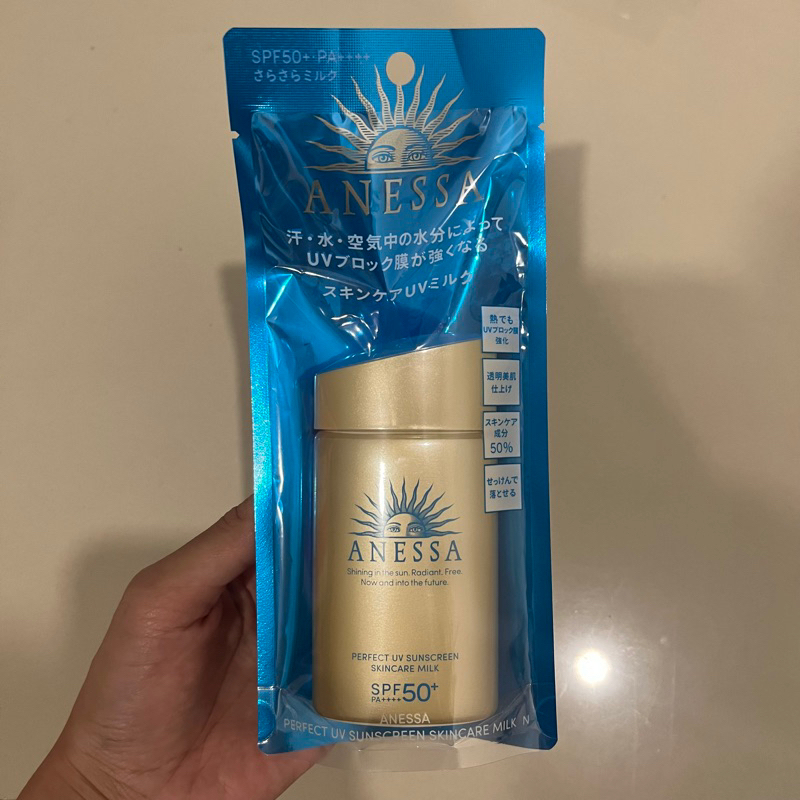 SPF50+・PA++++
さらさらミルク
ANESSA
汗・水・空気中の水分によって
UVブロック膜が強くなる
スキンケアUVミルク
熱でも
UVブロック膜
強化
透明美肌
仕上げ
スキンケア
成分
50%
せっけんで
落とせる
ANESSA
Shining in the sun. Radiant. Free.
Now and into the future.
PERFECT UV SUNSCREEN
SKINCARE MILK
SPF50+
PA++++
ANESSA
PERFECT UV SUNSCREEN SKINCARE MILK N